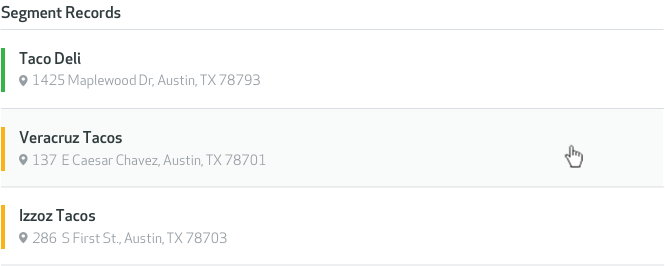 Segment Records
Taco Deli
1425 Maplewood Dr, Austin, TX 78793
Veracruz Tacos
137 E Caesar Chavez, Austin, TX 78701
Izzoz Tacos
286 S First St., Austin, TX 78703